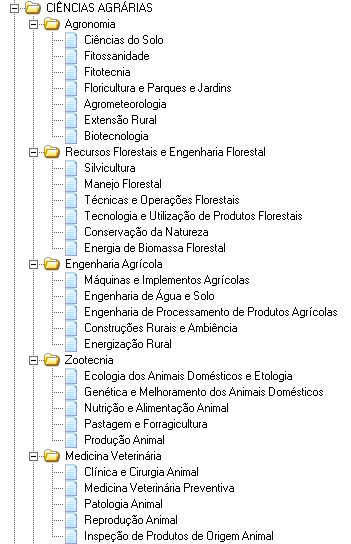 CIÊNCIAS AGRÁRIAS
Agronomia
Ciências do Solo
Fitossanidade
Fitotecnia
Floricultura e Parques e Jardins
Agrometeorologia
Extensão Rural
Biotecnologia
Recursos Florestais e Engenharia Florestal
Silvicultura
Manejo Florestal
Técnicas e Operações Florestais
Tecnologia e Utilização de Produtos Florestais
Conservação da Natureza
Energia de Biomassa Florestal
Engenharia Agrícola
Máquinas e Implementos Agrícolas
Engenharia de Água e Solo
Engenharia de Processamento de Produtos Agrícolas
Construções Rurais e Ambiência
Energização Rural
Zootecnia
Ecologia dos Animais Domésticos e Etologia
Genética e Melhoramento dos Animais Domésticos
Nutrição e Alimentação Animal
Pastagem e Forragicultura
Produção Animal
Medicina Veterinária
Clínica e Cirurgia Animal
Medicina Veterinária Preventiva
Patologia Animal
Reprodução Animal
Inspeção de Produtos de Origem Animal